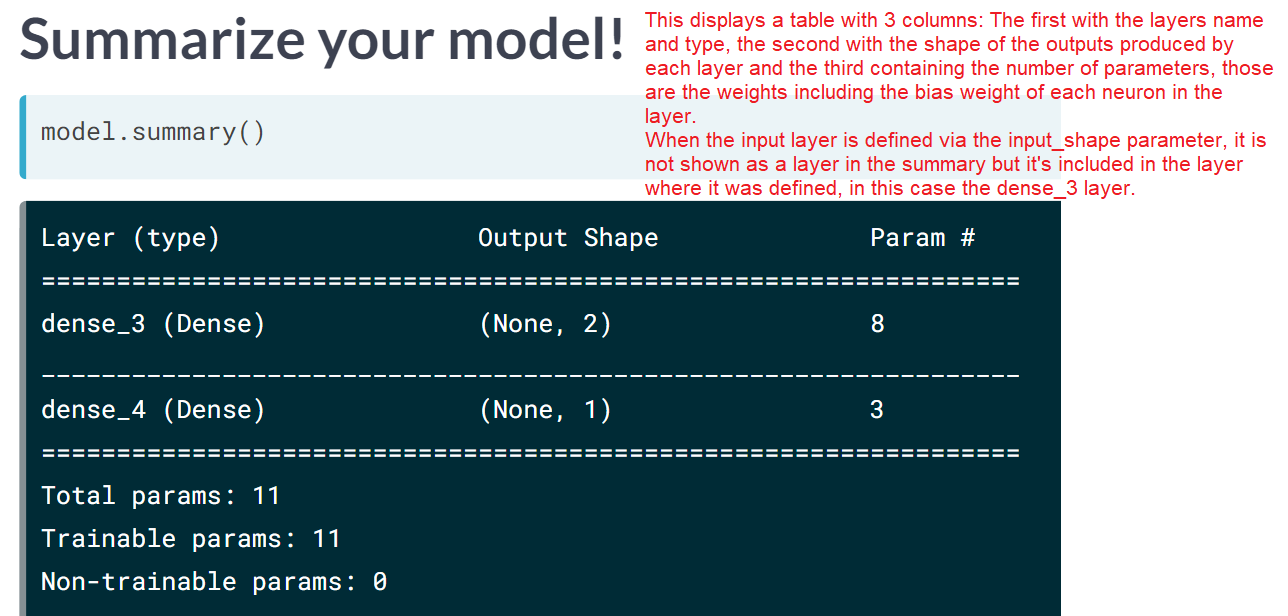 Summarize your model!
This displays a table with 3 columns: The first with the layers name
and type, the second with the shape of the outputs produced by
each layer and the third containing the number of parameters, those
are the weights including the bias weight of each neuron in the
layer.
When the input layer is defined via the input_shape parameter, it is
not shown as a layer in the summary but it's included in the layer
where it was defined, in this case the dense_3 layer.
model.summary()
Layer (type) Output Shape Param #
=================================================================
dense_3 (Dense) (None, 2) 8
_________________________________________________________________
dense_4 (Dense) (None, 1) 3
=================================================================
Total params: 11
Trainable params: 11
Non-trainable params: 0